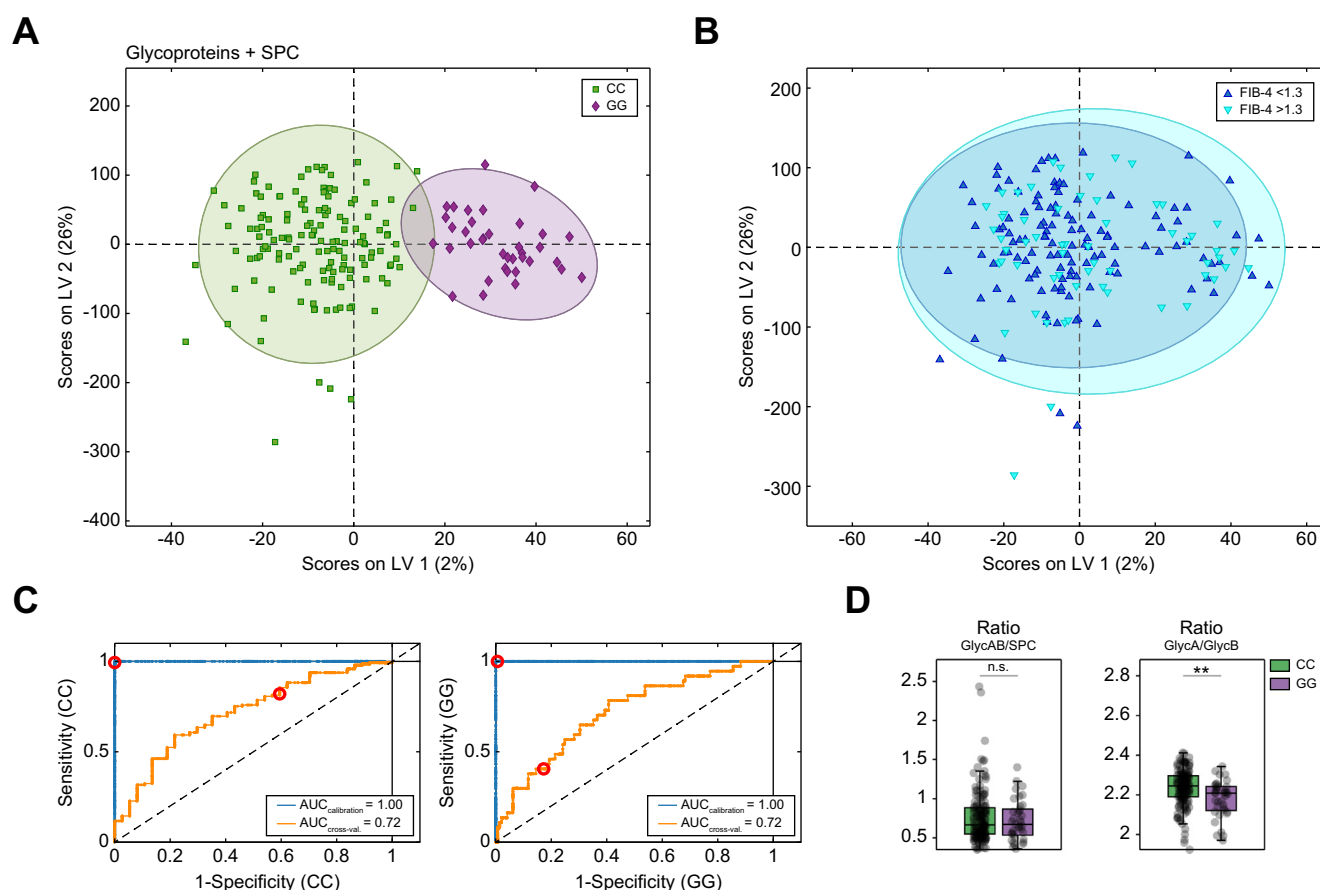 A
Glycoproteins + SPC
CC
GG
200
100
0
-100
-200
-300
-400
Scores on LV 2 (26%)
-40
-20
0
20
40
60
Scores on LV 1 (2%)
B
FIB-4 <1.3
FIB-4 >1.3
200
100
0
-100
-200
-300
Scores on LV 2 (26%)
-60
-40
-20
0
20
40
60
Scores on LV 1 (2%)
C
1
0.5
0
Sensitivity (CC)
AUCcalibration = 1.00
AUCcross-val. = 0.72
0
0.2
0.4
0.6
0.8
1
1-Specificity (CC)
1
0.5
0
Sensitivity (GG)
AUCcalibration = 1.00
AUCcross-val. = 0.72
0
0.2
0.4
0.6
0.8
1
1-Specificity (GG)
D
Ratio
GlycAB/SPC
n.s.
2.5
2
1.5
1
0.5
Ratio
GlycA/GlycB
**
2.8
2.6
2.4
2.2
2
CC
GG